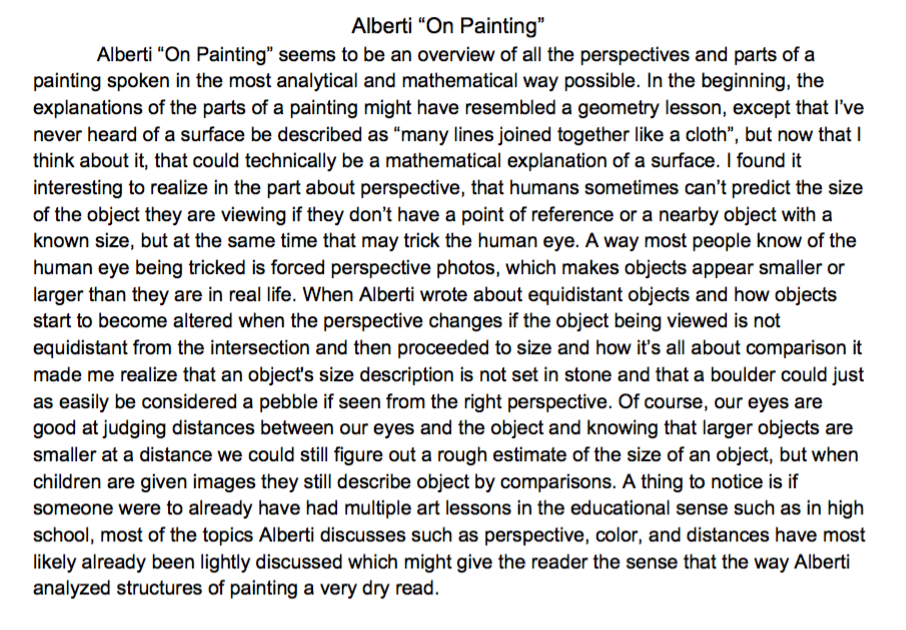 Alberti “On Painting”
Alberti “On Painting” seems to be an overview of all the perspectives and parts of a
painting spoken in the most analytical and mathematical way possible. In the beginning, the
explanations of the parts of a painting might have resembled a geometry lesson, except that I’ve
never heard of a surface be described as “many lines joined together like a cloth”, but now that I
think about it, that could technically be a mathematical explanation of a surface. I found it
interesting to realize in the part about perspective, that humans sometimes can’t predict the size
of the object they are viewing if they don’t have a point of reference or a nearby object with a
known size, but at the same time that may trick the human eye. A way most people know of the
human eye being tricked is forced perspective photos, which makes objects appear smaller or
larger than they are in real life. When Alberti wrote about equidistant objects and how objects
start to become altered when the perspective changes if the object being viewed is not
equidistant from the intersection and then proceeded to size and how it’s all about comparison it
made me realize that an object's size description is not set in stone and that a boulder could just
as easily be considered a pebble if seen from the right perspective. Of course, our eyes are
good at judging distances between our eyes and the object and knowing that larger objects are
smaller at a distance we could still figure out a rough estimate of the size of an object, but when
children are given images they still describe object by comparisons. A thing to notice is if
someone were to already have had multiple art lessons in the educational sense such as in high
school, most of the topics Alberti discusses such as perspective, color, and distances have most
likely already been lightly discussed which might give the reader the sense that the way Alberti
analyzed structures of painting a very dry read.